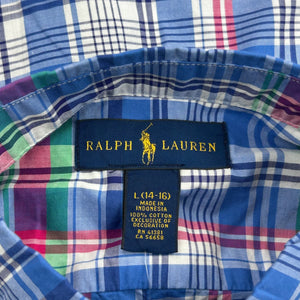 RALPH LAUREN
L (14-16)
MADE IN
INDONESIA
100% COTTON
EXCLUSIVE OF
DECORATION
RN 41381
CA 56658